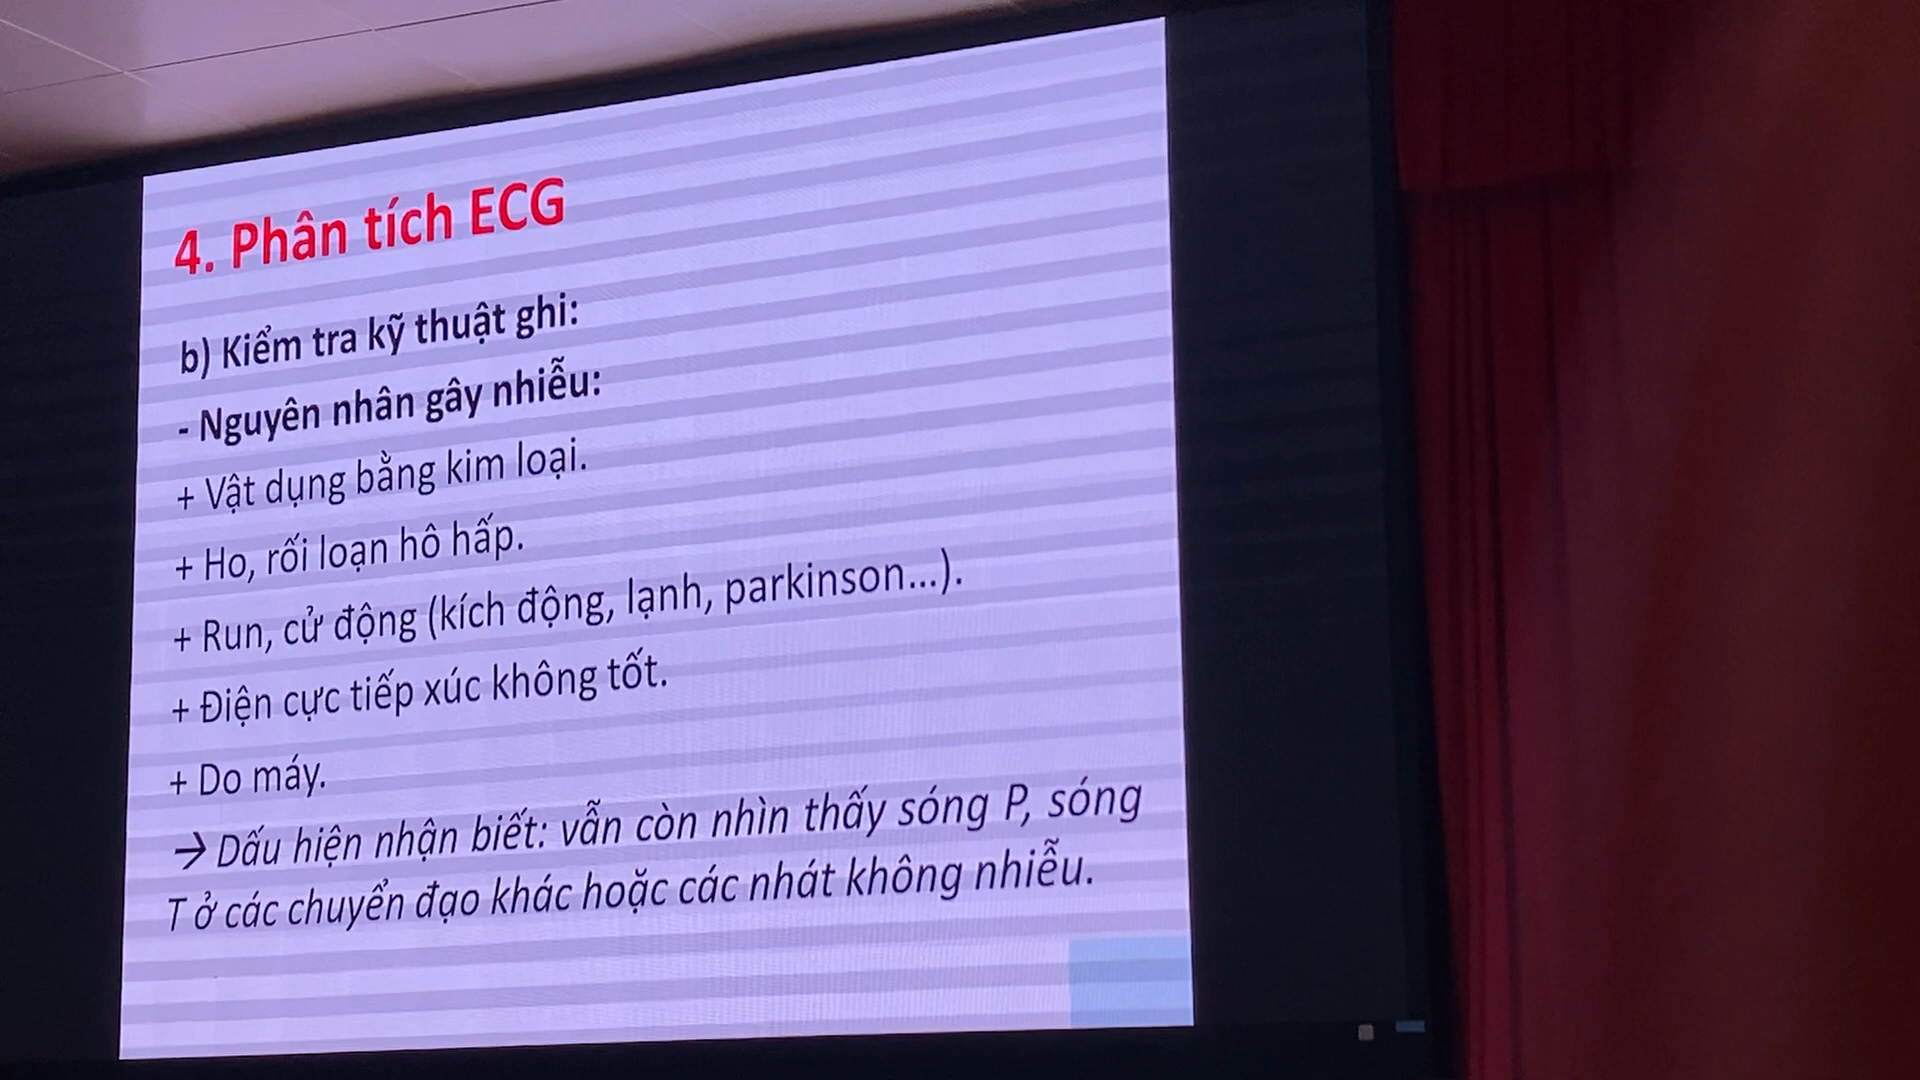 4. Phân tích ECG
b) Kiểm tra kỹ thuật ghi:
- Nguyên nhân gây nhiễu:
+ Vật dụng bằng kim loại.
+ Ho, rối loạn hô hấp.
+ Run, cử động (kích động, lạnh, parkinson...).
+ Điện cực tiếp xúc không tốt.
+ Do máy.
→ Dấu hiện nhận biết: vẫn còn nhìn thấy sóng P, sóng
T ở các chuyển đạo khác hoặc các nhát không nhiễu.